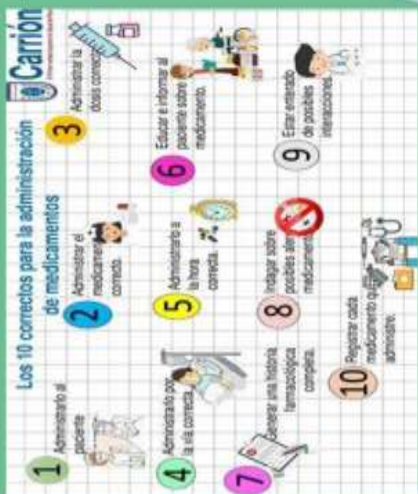 Carrión
Los 10 correctos para la administración
de medicamentos
1
Administrarlo al
paciente
2
Administrar el
medicamento
correcto.
3
Administrar la
dosis correcta
4
Administrarlo por
la vía correcta.
5
Administrarlo a
la hora
correcta.
6
Educar e informar al
paciente sobre
medicamento.
7
Generar una historia
farmacológica
completa.
8
Indagar sobre
posibles
medicamento
9
Estar enterado
de posibles
interacciones.
10
Registrar cada
medicamento
administre.